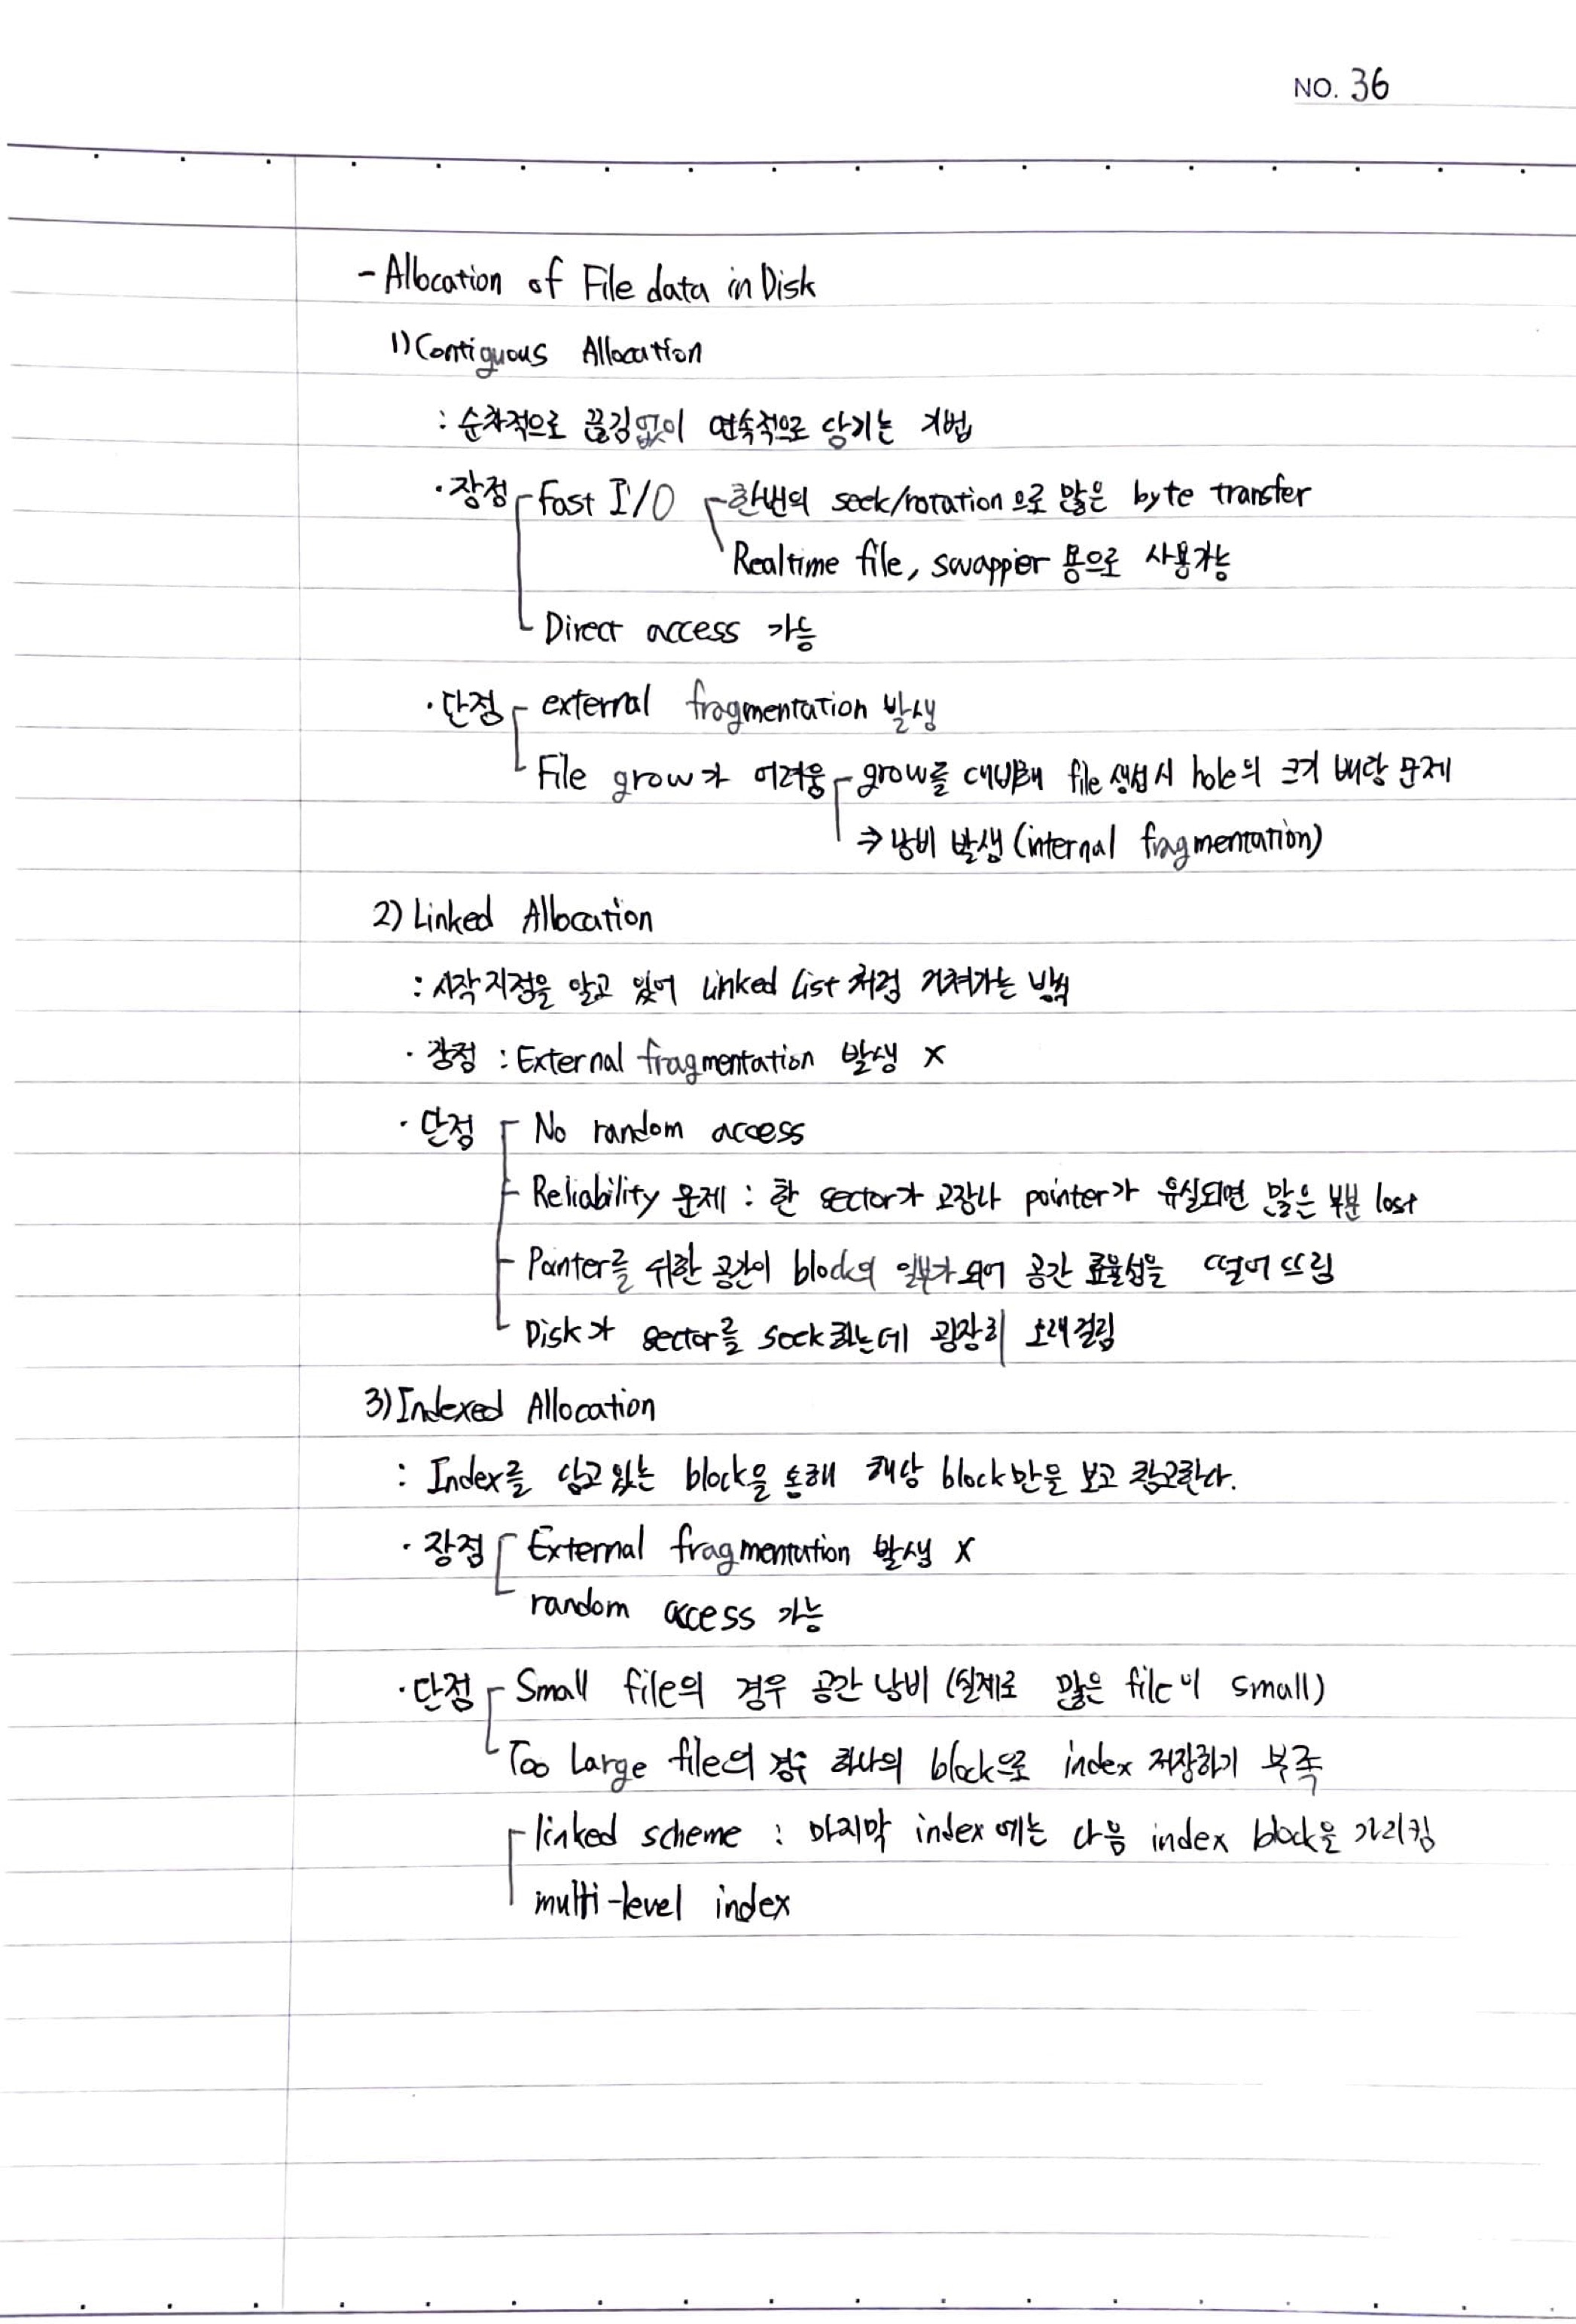 NO. 36
- Allocation of File data in Disk
1) Contiguous Allocation
: 순차적으로 끊김없이 연속적으로 담기는 기법
· 장점 Fast I/O 한번의 seek/rotation으로 많은 byte transfer
Realtime file, swappier 용으로 사용가능
Direct access 가능
· 단점 external fragmentation 발생
File grow가 어려움 grow를 대비해 file 생성시 hole의 크기 배당 문제
⇒ 낭비 발생 (internal fragmentation)
2) Linked Allocation
: 시작지점을 알고 있어 Linked List처럼 거쳐가는 방식
· 장점 : External fragmentation 발생 x
· 단점 No random access
Reliability 문제 : 한 sector가 고장나 pointer가 유실되면 많은 부분 lost
Pointer를 위한 공간이 block의 일부가 되어 공간 효율성을 떨어뜨림
Disk가 sector를 seek하는데 굉장히 오래걸림
3) Indexed Allocation
: Index를 담고 있는 block을 통해 해당 block만을 보고 참고한다.
· 장점 External fragmentation 발생 x
random access 가능
· 단점 Small file의 경우 공간 낭비 (실제로 많은 file이 small)
Too Large file의 경우 하나의 block으로 index 저장하기 부족
linked scheme : 마지막 index에는 다음 index block을 가리킴
multi-level index